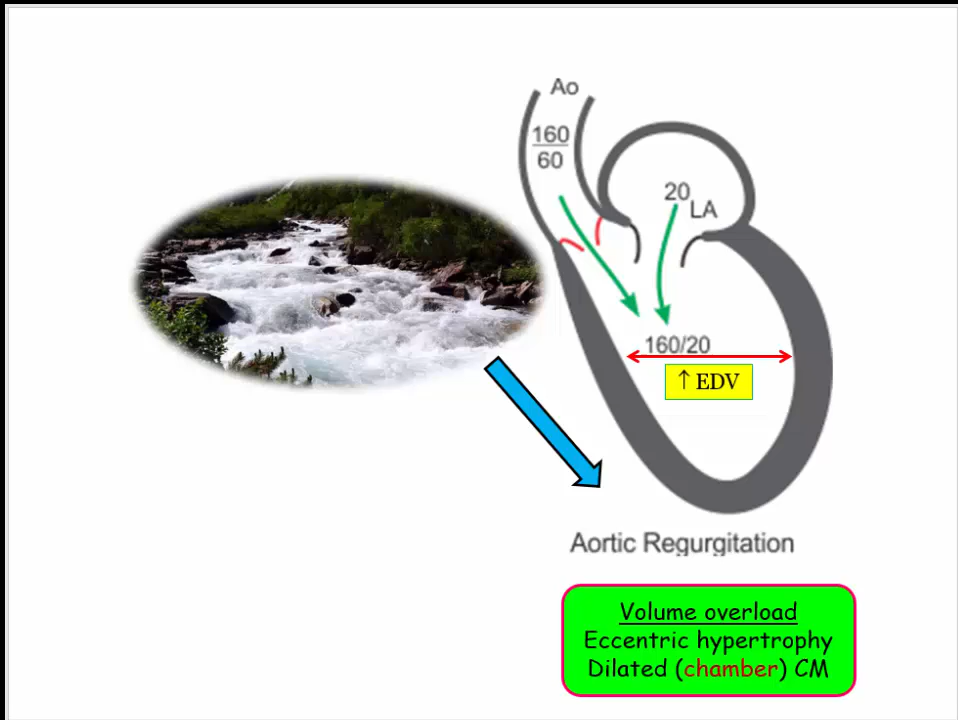 Ao
160
60
20
LA
160/20
↑ EDV
Aortic Regurgitation
Volume overload
Eccentric hypertrophy
Dilated (chamber) CM